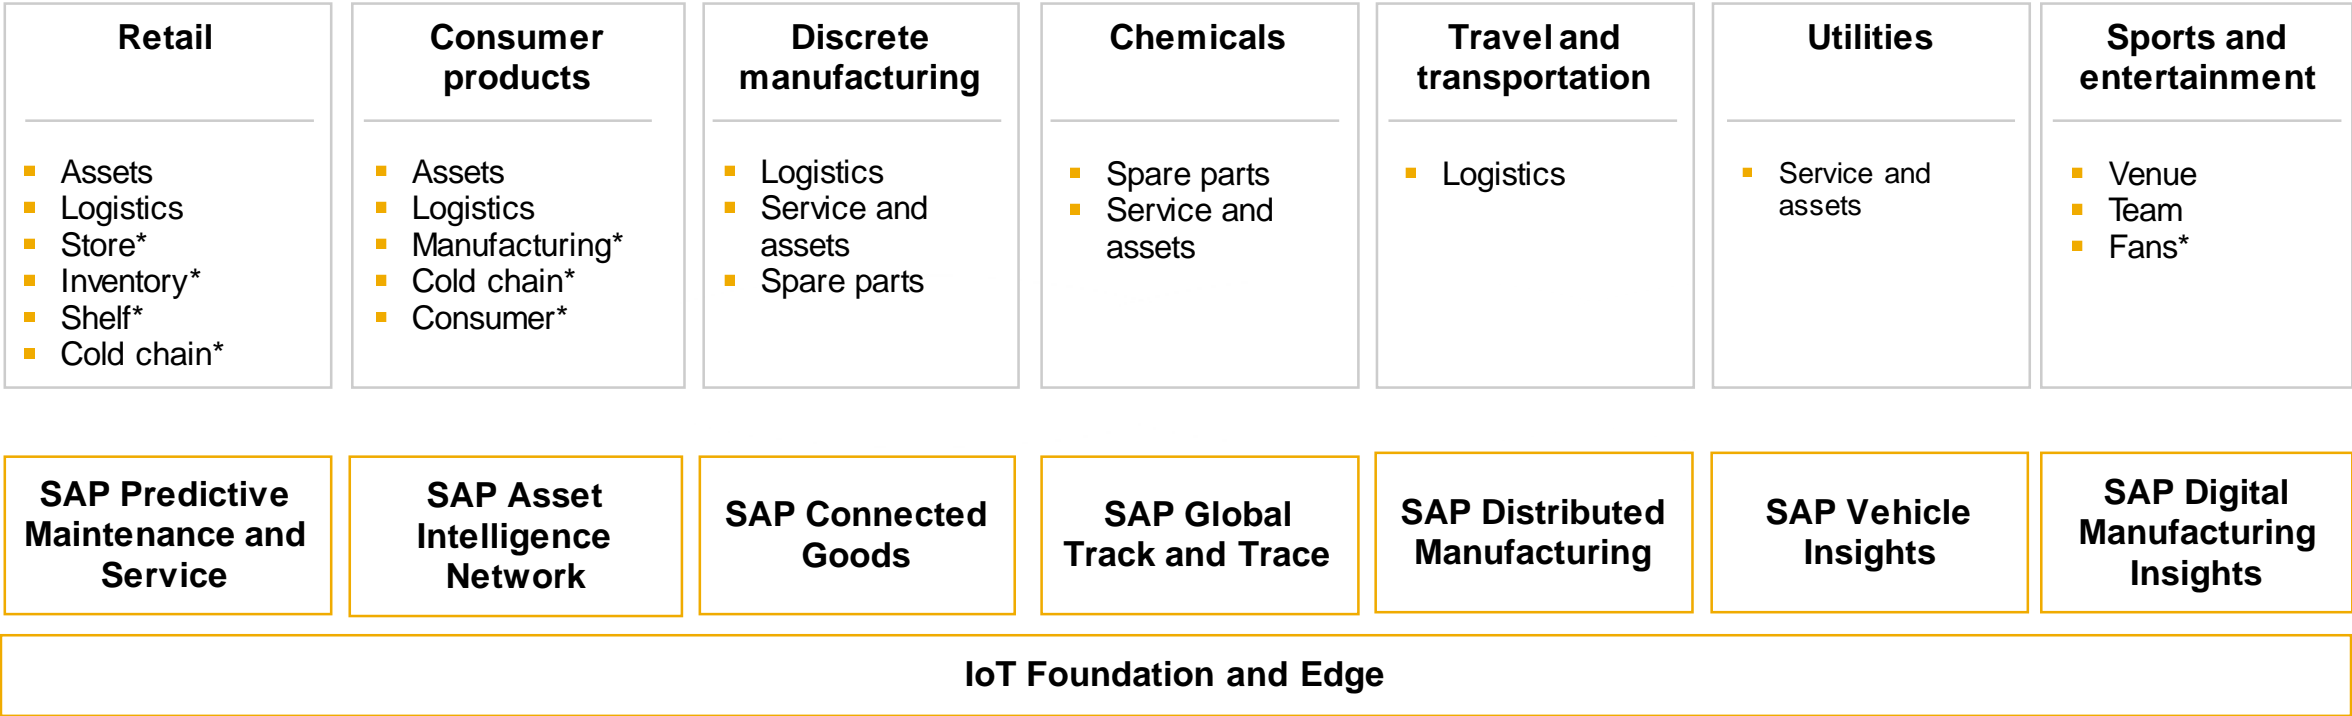 Retail
Assets
Logistics
Store*
Inventory*
Shelf*
Cold chain*
Consumer
products
Assets
Logistics
Manufacturing*
Cold chain*
Consumer*
Discrete
manufacturing
Logistics
Service and
assets
Spare parts
Chemicals
Spare parts
Service and
assets
Travel and
transportation
Logistics
Utilities
Service and
assets
Sports and
entertainment
Venue
Team
Fans*
SAP Predictive
Maintenance and
Service
SAP Asset
Intelligence
Network
SAP Connected
Goods
SAP Global
Track and Trace
SAP Distributed
Manufacturing
SAP Vehicle
Insights
SAP Digital
Manufacturing
Insights
IoT Foundation and Edge